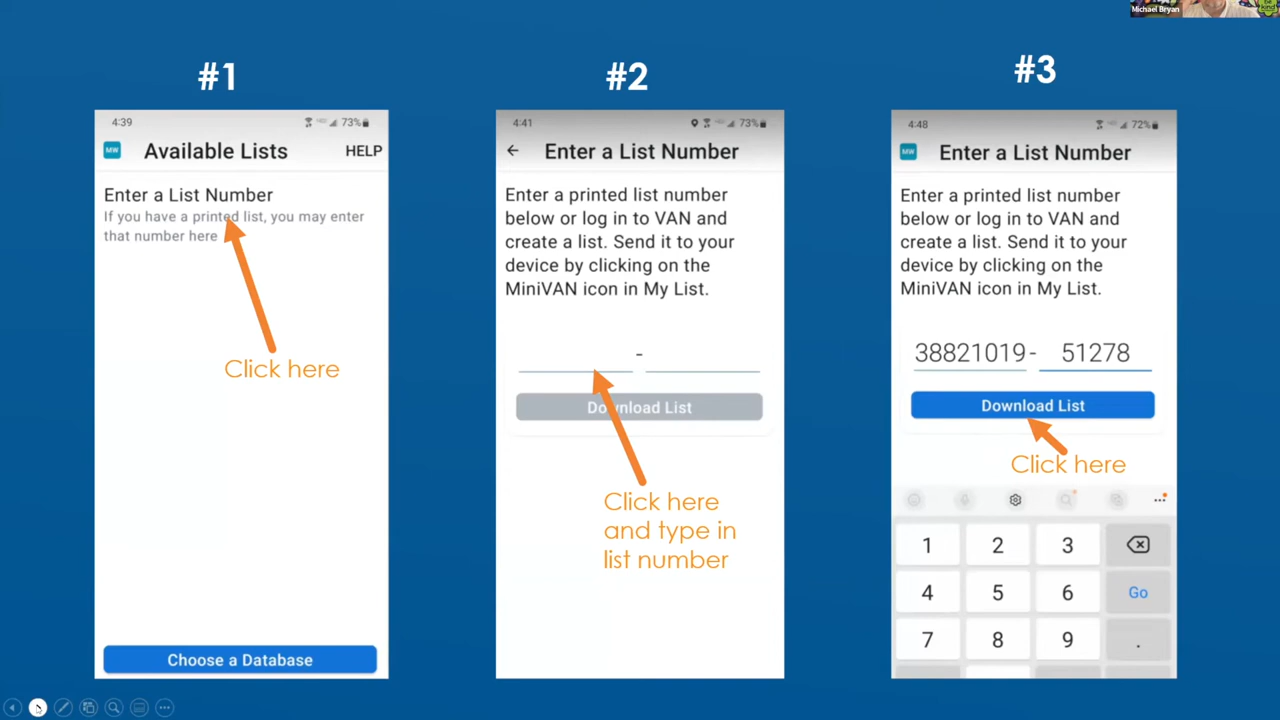 Michael Bryan
be
kind
#1
4:39
73%
MW
Available Lists
HELP
Enter a List Number
If you have a printed list, you may enter
that number here
Click here
Choose a Database
#2
4:41
73%
Enter a List Number
Enter a printed list number
below or log in to VAN and
create a list. Send it to your
device by clicking on the
MiniVAN icon in My List.
-
Download List
Click here
and type in
list number
#3
4:48
72%
MW
Enter a List Number
Enter a printed list number
below or log in to VAN and
create a list. Send it to your
device by clicking on the
MiniVAN icon in My List.
38821019 - 51278
Download List
Click here
1 2 3
4 5 6 Go
7 8 9 .